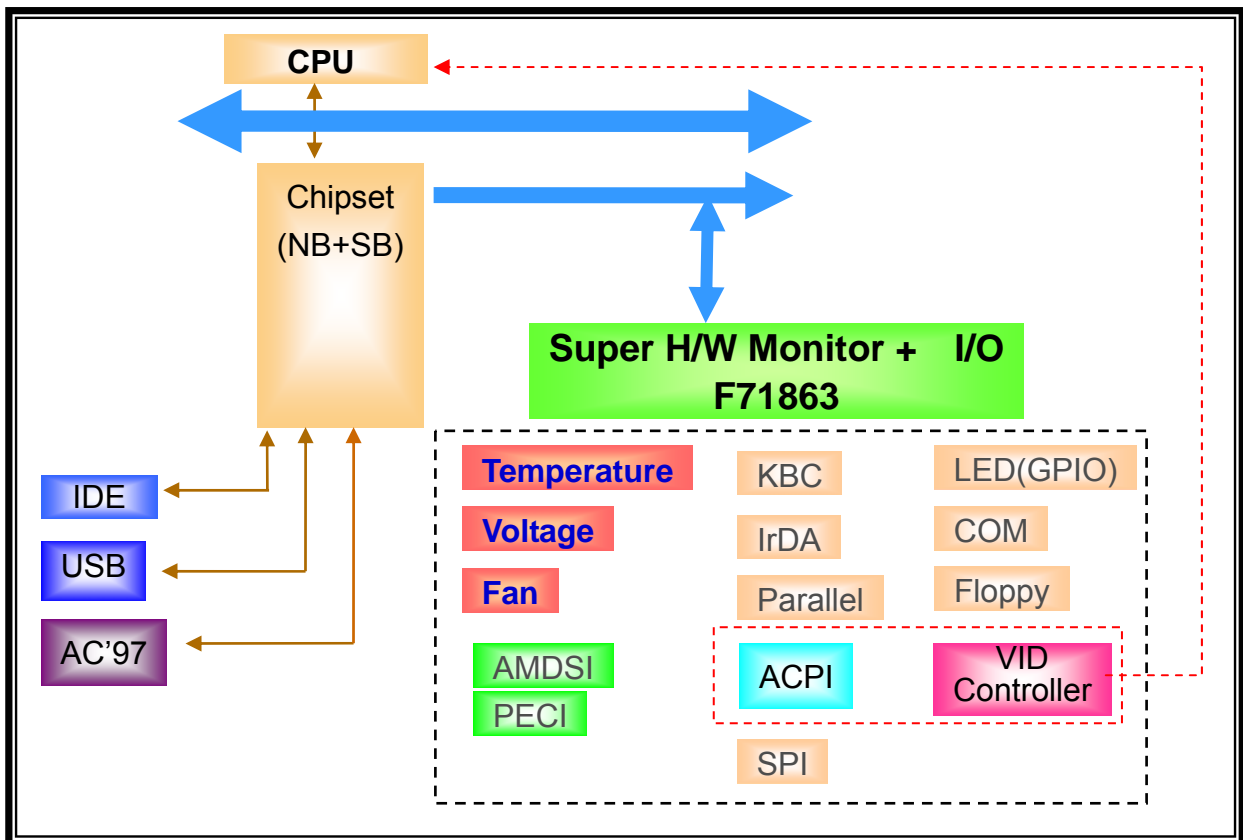 CPU
Chipset
(NB+SB)
Super H/W Monitor + I/O
F71863
IDE
USB
AC’97
Temperature
Voltage
Fan
AMDSI
PECI
KBC
IrDA
Parallel
ACPI
SPI
LED(GPIO)
COM
Floppy
VID
Controller